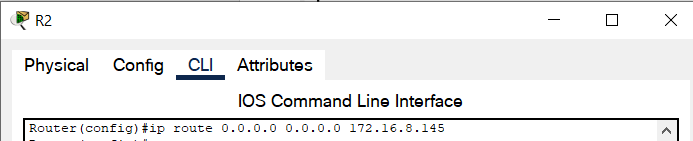 R2
Physical Config CLI Attributes
IOS Command Line Interface
Router(config)#ip route 0.0.0.0 0.0.0.0 172.16.8.145